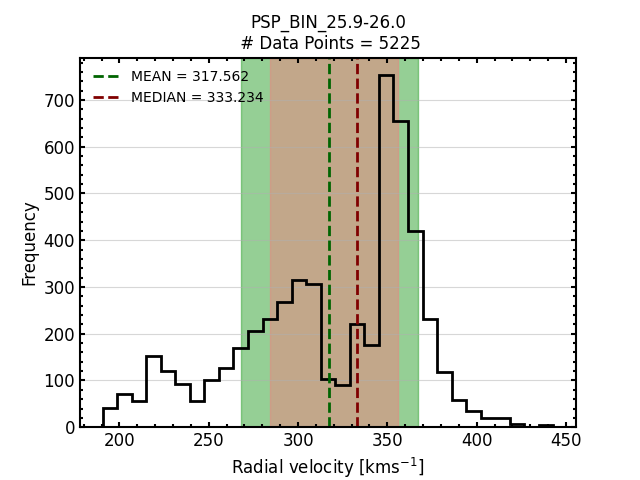 PSP_BIN_25.9-26.0
# Data Points = 5225
MEAN = 317.562
MEDIAN = 333.234
700
600
500
400
300
200
100
0
Frequency
200
250
300
350
400
450
Radial velocity [kms⁻¹]